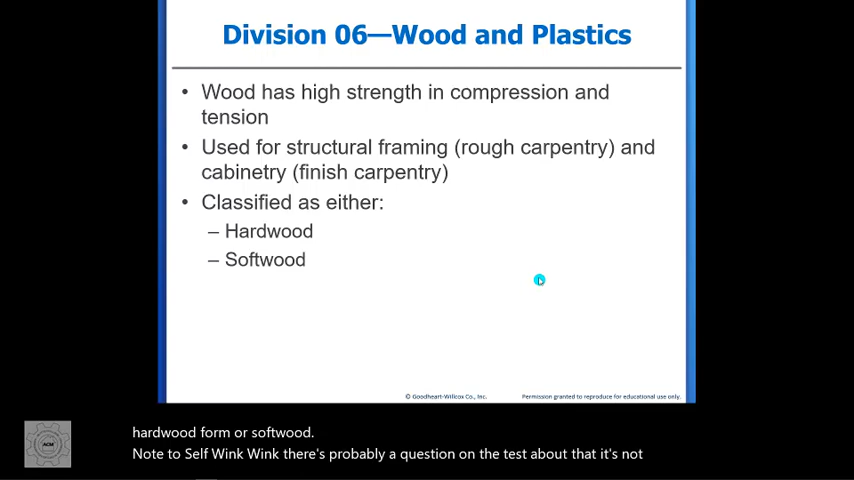 Division 06—Wood and Plastics
• Wood has high strength in compression and
tension
• Used for structural framing (rough carpentry) and
cabinetry (finish carpentry)
• Classified as either:
– Hardwood
– Softwood
© Goodheart-Willcox Co., Inc.
Permission granted to reproduce for educational use only.
hardwood form or softwood.
ACM
Note to Self Wink Wink there's probably a question on the test about that it's not